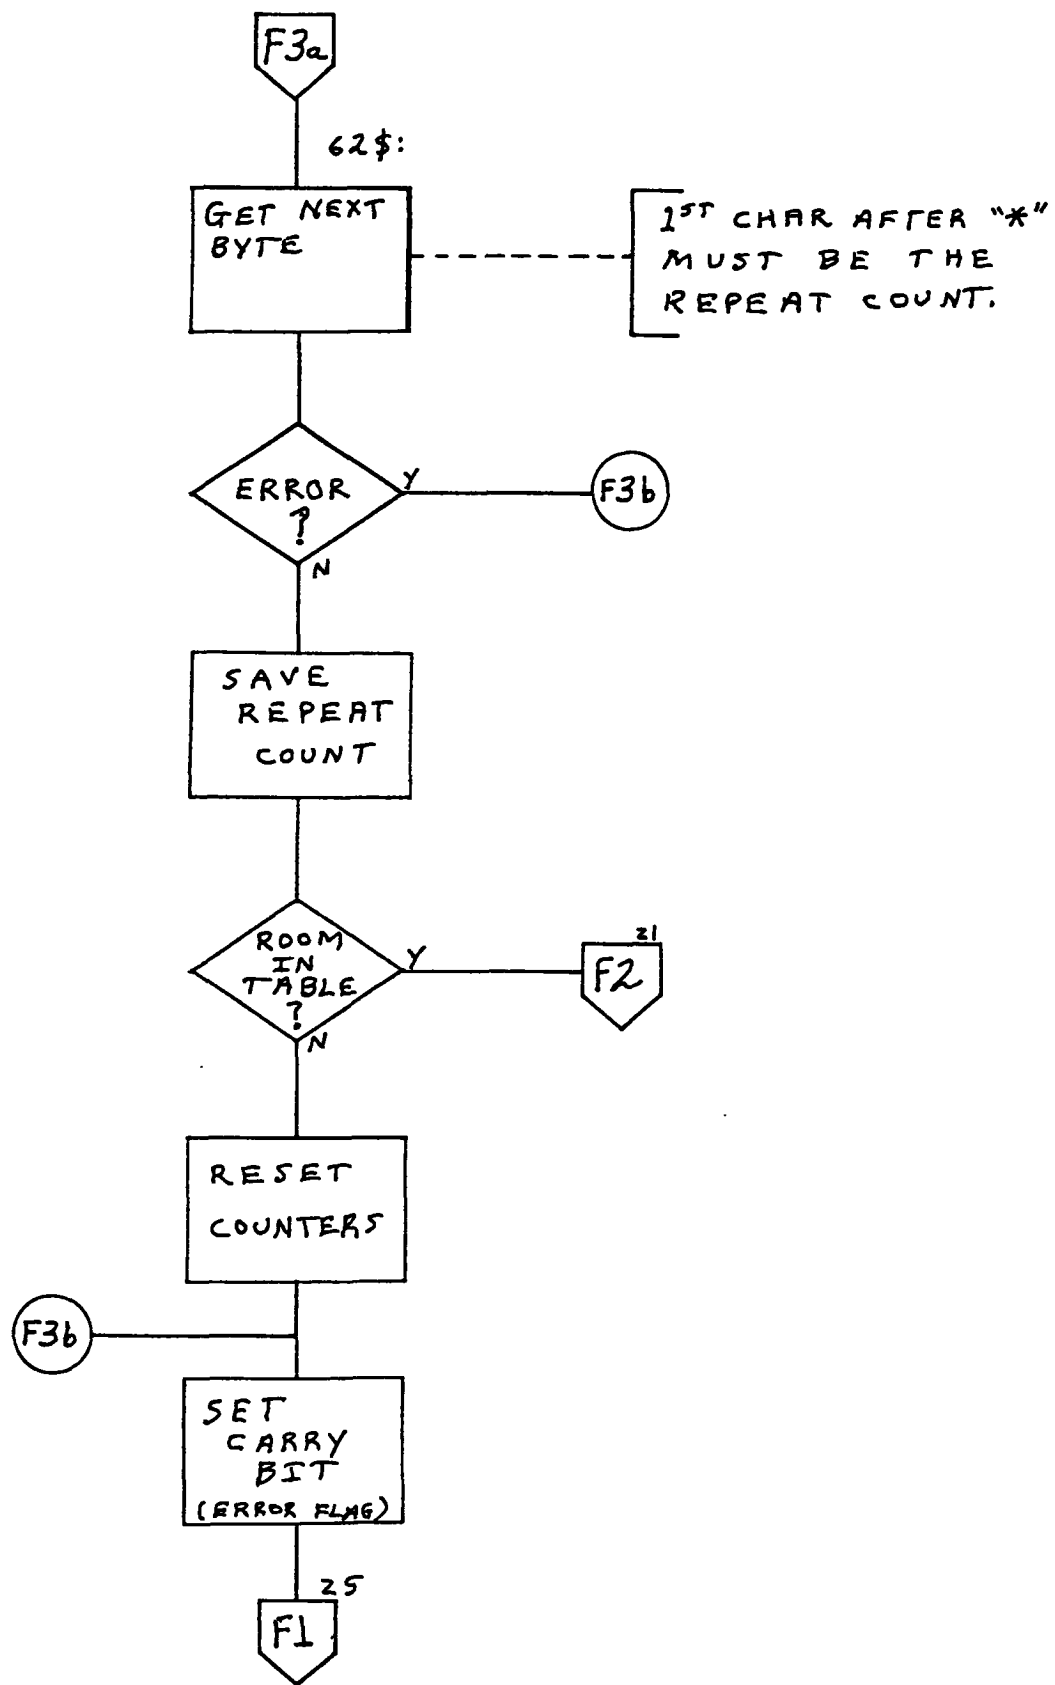 F3a
62$:
GET NEXT
BYTE
1ST CHAR AFTER "*"
MUST BE THE
REPEAT COUNT.
ERROR
?
Y
F3b
N
SAVE
REPEAT
COUNT
ROOM
IN
TABLE
?
Y
21
F2
N
RESET
COUNTERS
F3b
SET
CARRY
BIT
(ERROR FLAG)
25
F1